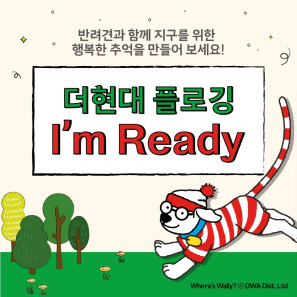 반려견과 함께 지구를 위한
행복한 추억을 만들어 보세요!
더현대 플로깅
I'm Ready
Where's Wally? ⓒ DWA Dist. Ltd